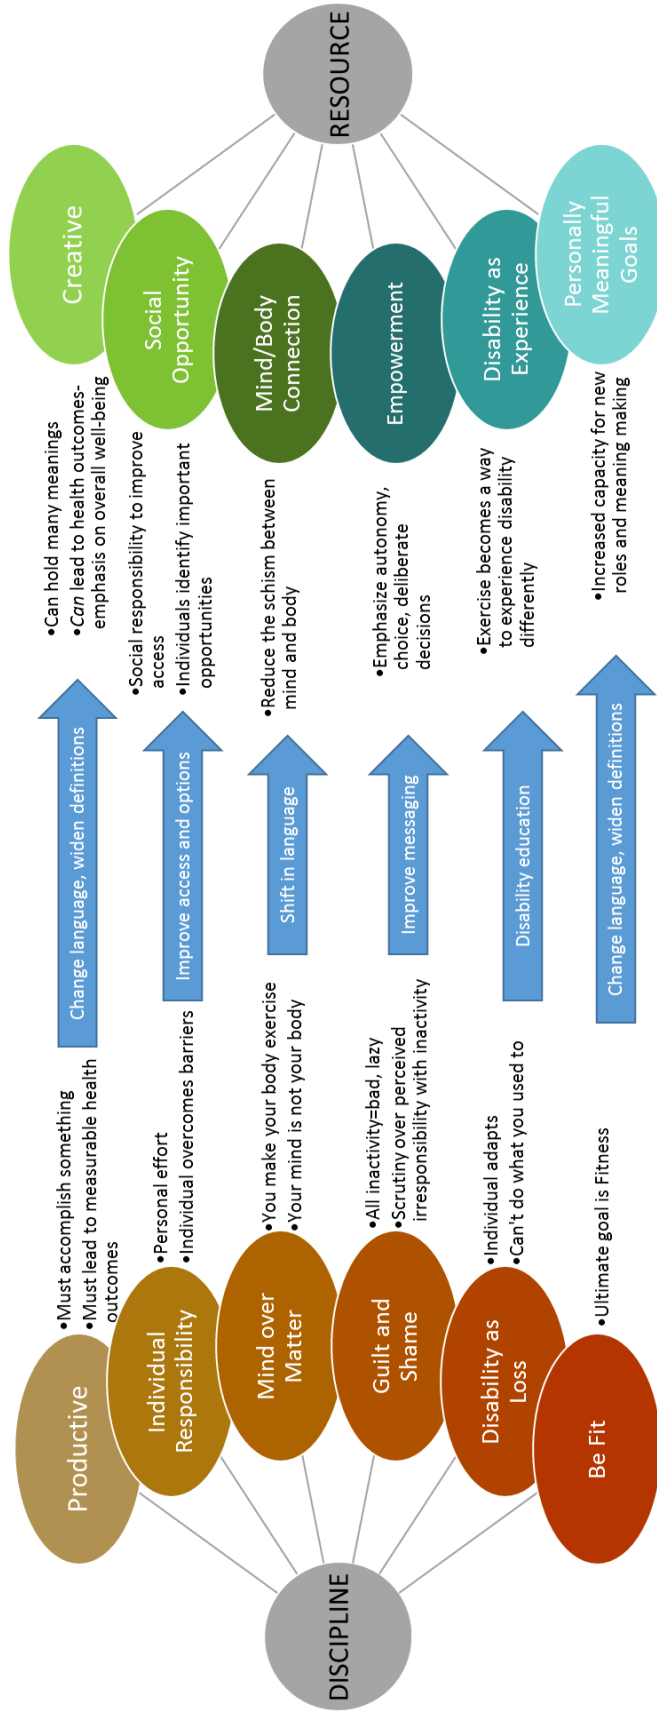 DISCIPLINE
Productive
•Must accomplish something
•Must lead to measurable health
outcomes
Change language, widen definitions
•Can hold many meanings
•Can lead to health outcomes-
emphasis on overall well-being
Creative
Individual
Responsibility
•Personal effort
•Individual overcomes barriers
Improve access and options
•Social responsibility to improve
access
•Individuals identify important
opportunities
Social
Opportunity
Mind over
Matter
•You make your body exercise
•Your mind is not your body
Shift in language
•Reduce the schism between
mind and body
Mind/Body
Connection
Guilt and
Shame
•All inactivity=bad, lazy
•Scrutiny over perceived
irresponsibility with inactivity
Improve messaging
•Emphasize autonomy,
choice, deliberate
decisions
Empowerment
Disability as
Loss
•Individual adapts
•Can't do what you used to
Disability education
•Exercise becomes a way
to experience disability
differently
Disability as
Experience
Be Fit
•Ultimate goal is Fitness
Change language, widen definitions
•Increased capacity for new
roles and meaning making
Personally
Meaningful
Goals
RESOURCE